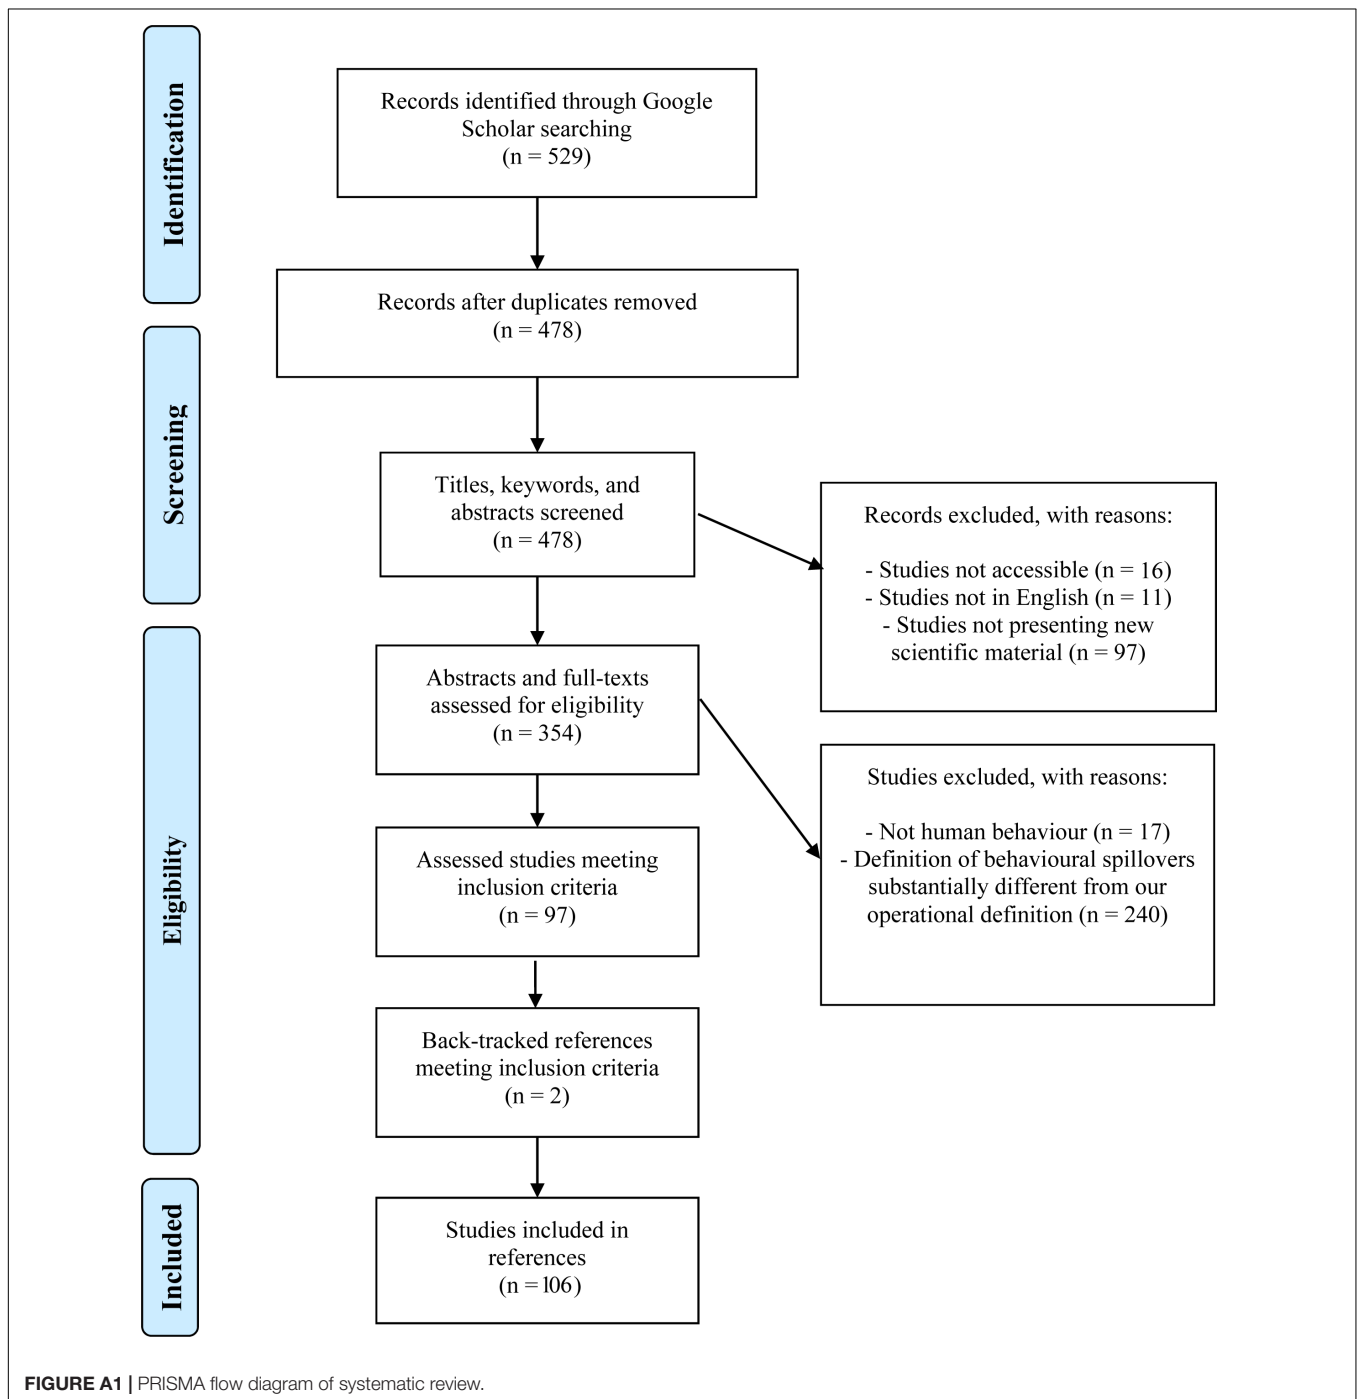 Identification
Records identified through Google
Scholar searching
(n = 529)
Records after duplicates removed
(n = 478)
Screening
Titles, keywords, and
abstracts screened
(n = 478)
Records excluded, with reasons:
- Studies not accessible (n = 16)
- Studies not in English (n = 11)
- Studies not presenting new
scientific material (n = 97)
Eligibility
Abstracts and full-texts
assessed for eligibility
(n = 354)
Studies excluded, with reasons:
- Not human behaviour (n = 17)
- Definition of behavioural spillovers
substantially different from our
operational definition (n = 240)
Assessed studies meeting
inclusion criteria
(n = 97)
Back-tracked references
meeting inclusion criteria
(n = 2)
Included
Studies included in
references
(n =106)
FIGURE A1 | PRISMA flow diagram of systematic review.